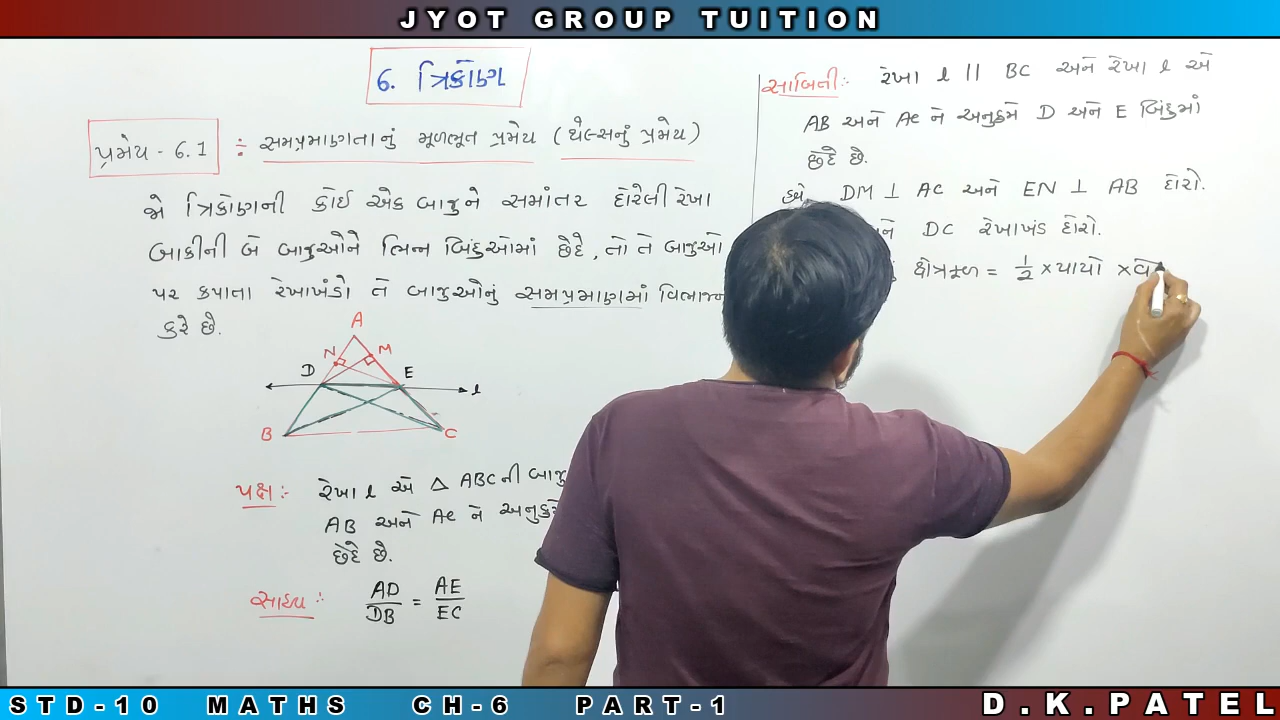 JYOT GROUP TUITION
6. ત્રિકોણ
પ્રમેય - 6.1 ÷ સમપ્રમાણતાનું મૂળભૂત પ્રમેય (થેલ્સનું પ્રમેય)
જો ત્રિકોણની કોઈ એક બાજુને સમાંતર દોરેલી રેખા
બાકીની બે બાજુઓને ભિન્ન બિંદુઓમાં છેદે, તો તે બાજુઓ
પર કપાતા રેખાખંડો તે બાજુઓનું સમપ્રમાણમાં વિભાજન
કરે છે.
A
N M
D E
l
B C
પક્ષ :- રેખા l એ △ ABC ની બાજુ
AB અને AC ને અનુક્રમે
છેદે છે.
સાધ્ય :- AD/DB = AE/EC
સાબિતી :- રેખા l || BC અને રેખા l એ
AB અને AC ને અનુક્રમે D અને E બિંદુમાં
છેદે છે.
હવે, DM ⊥ AC અને EN ⊥ AB દોરો.
અને DC રેખાખંડ દોરો.
ક્ષેત્રફળ = 1/2 × પાયો ×
STD-10 MATHS CH-6 PART-1
D.K.PATEL